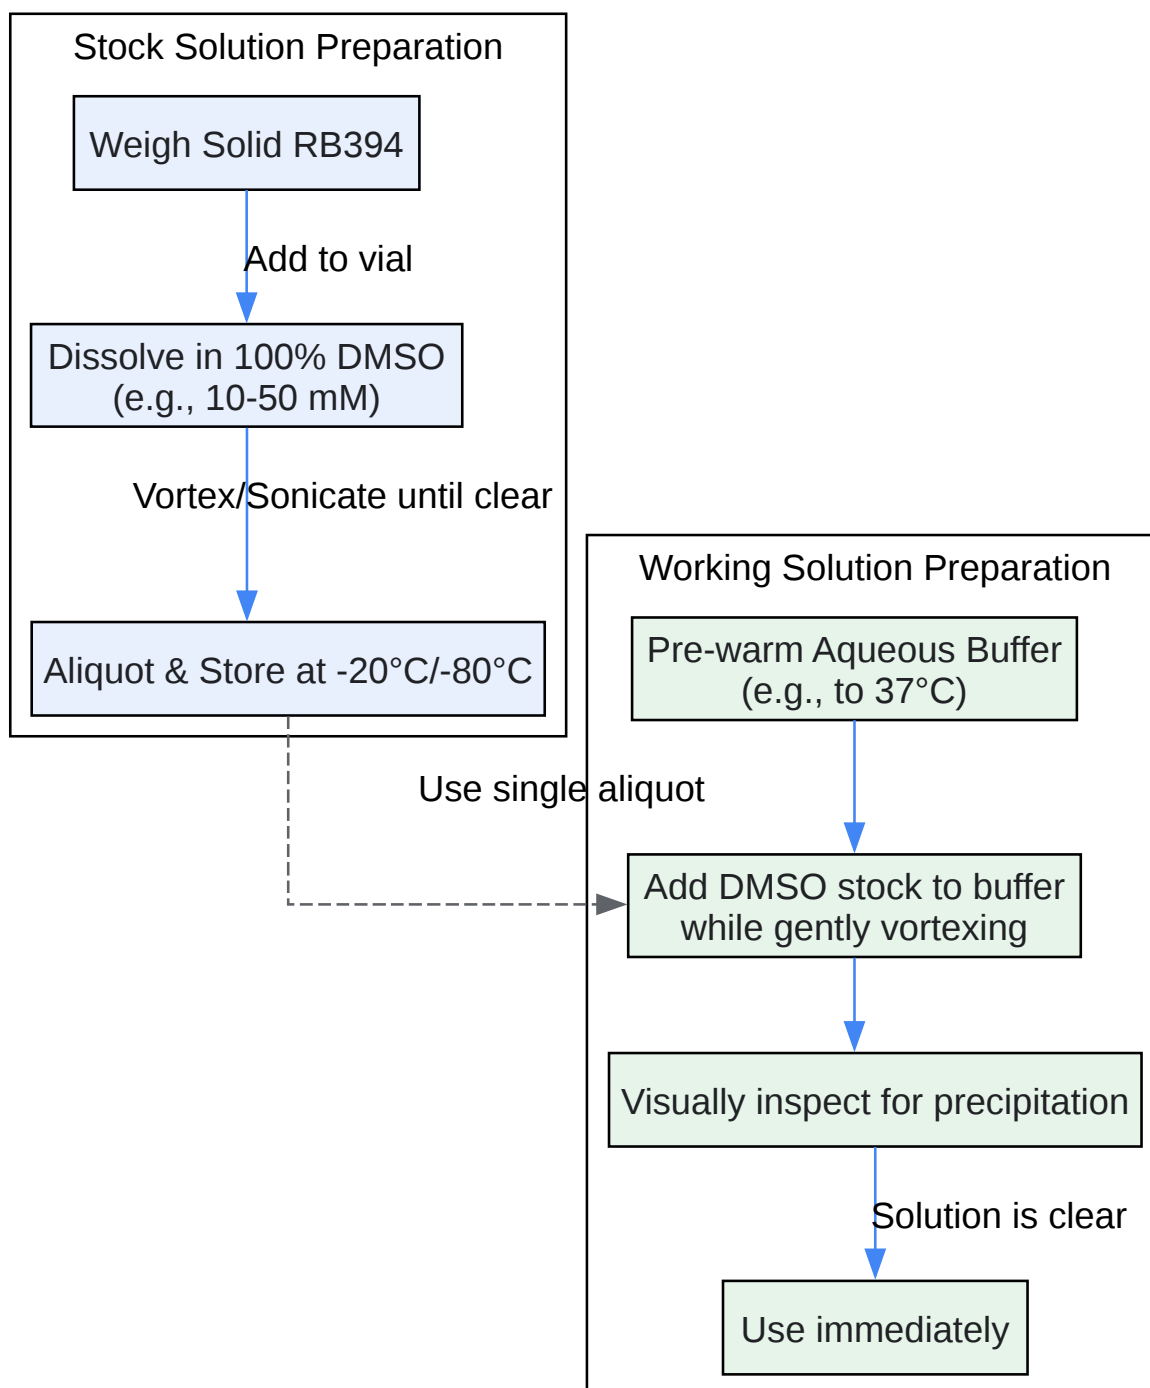 Stock Solution Preparation
Weigh Solid RB394
Add to vial
Dissolve in 100% DMSO
(e.g., 10-50 mM)
Vortex/Sonicate until clear
Aliquot & Store at -20°C/-80°C
Use single aliquot
Working Solution Preparation
Pre-warm Aqueous Buffer
(e.g., to 37°C)
Add DMSO stock to buffer
while gently vortexing
Visually inspect for precipitation
Solution is clear
Use immediately